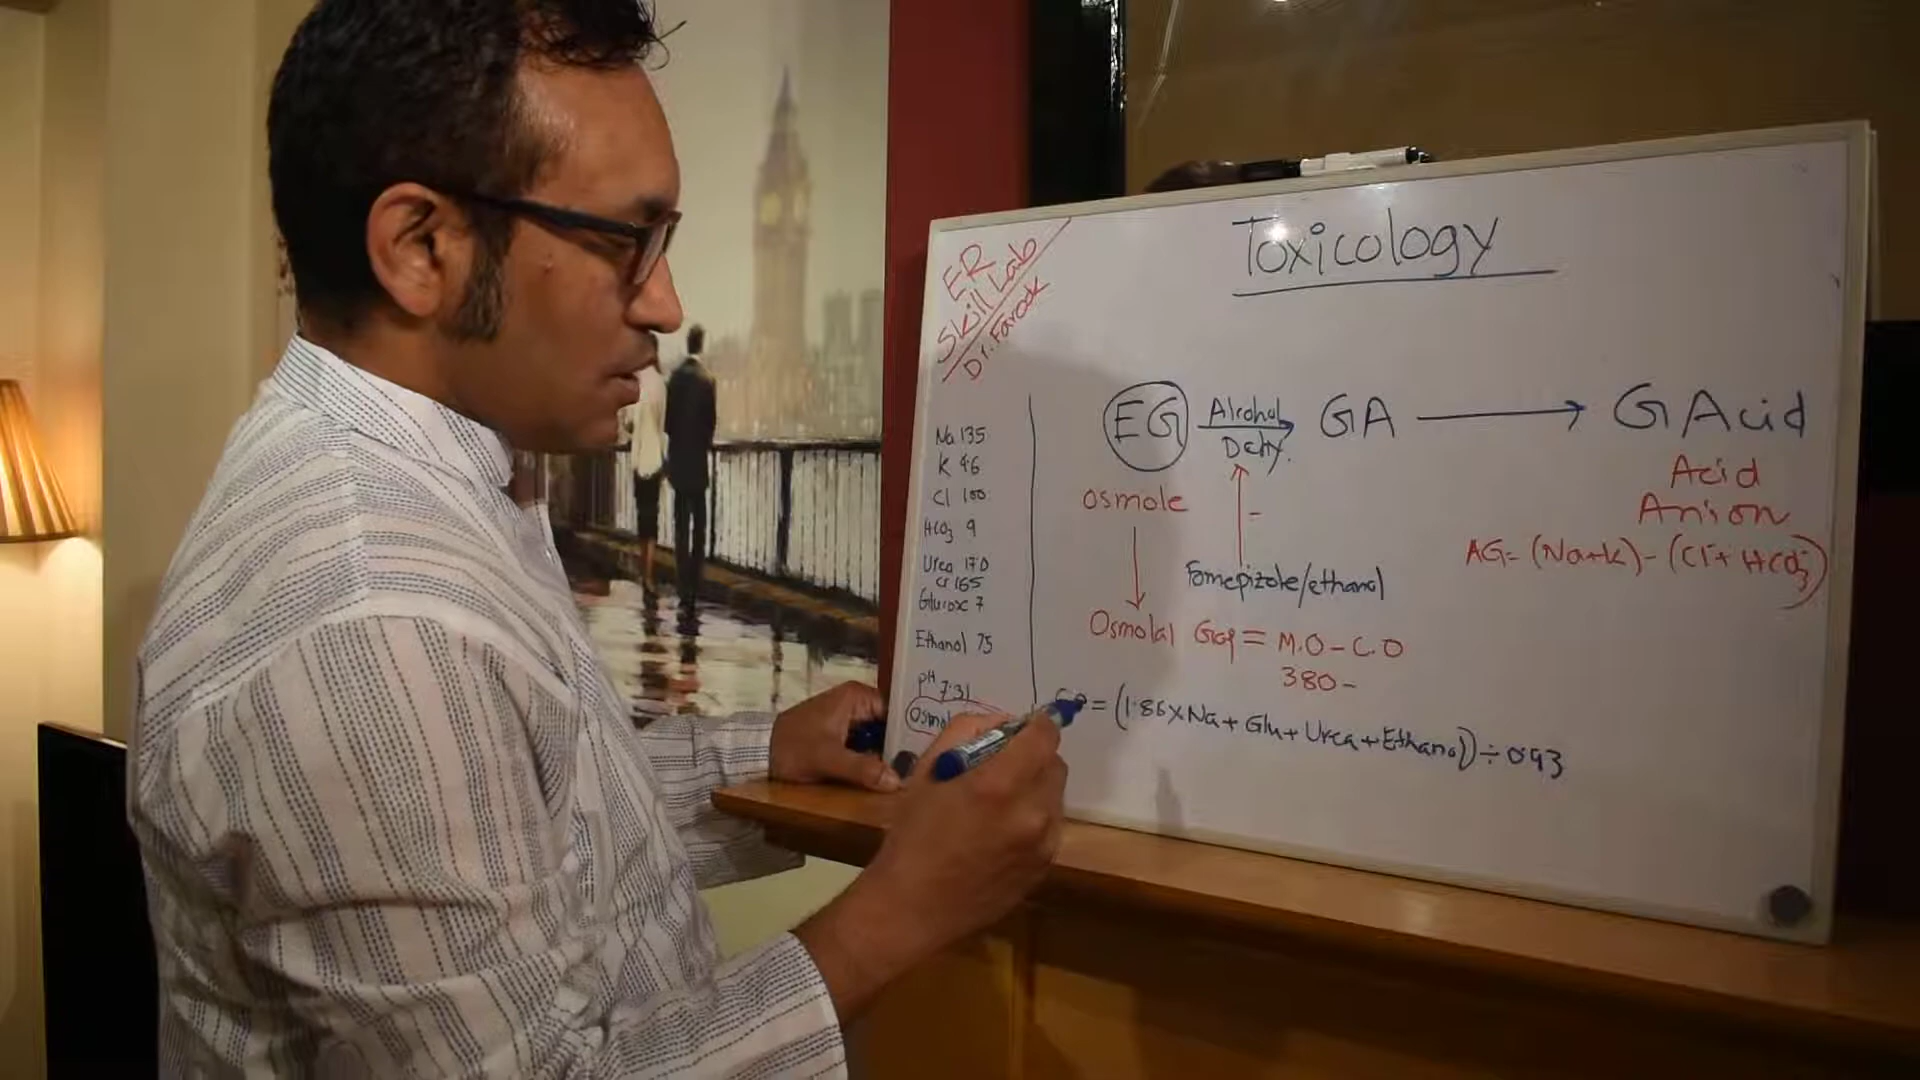 Toxicology
ER
Skill Lab
Dr. Farook
Na 135
K 4.6
Cl 100
HCO3 9
Urea 17.0
Cr 165
Glucose 7
Ethanol 75
pH 7.31
EG Alcohol Dehy. GA → GAcid
Osmole
Acid
Anion
AG= (Na+K)-(Cl+HCO3)
-
Fomepizole/ethanol
Osmolal Gap = M.O - C.O
380 -
= (1.86xNa + Glu + Urea + Ethanol) ÷ 0.93